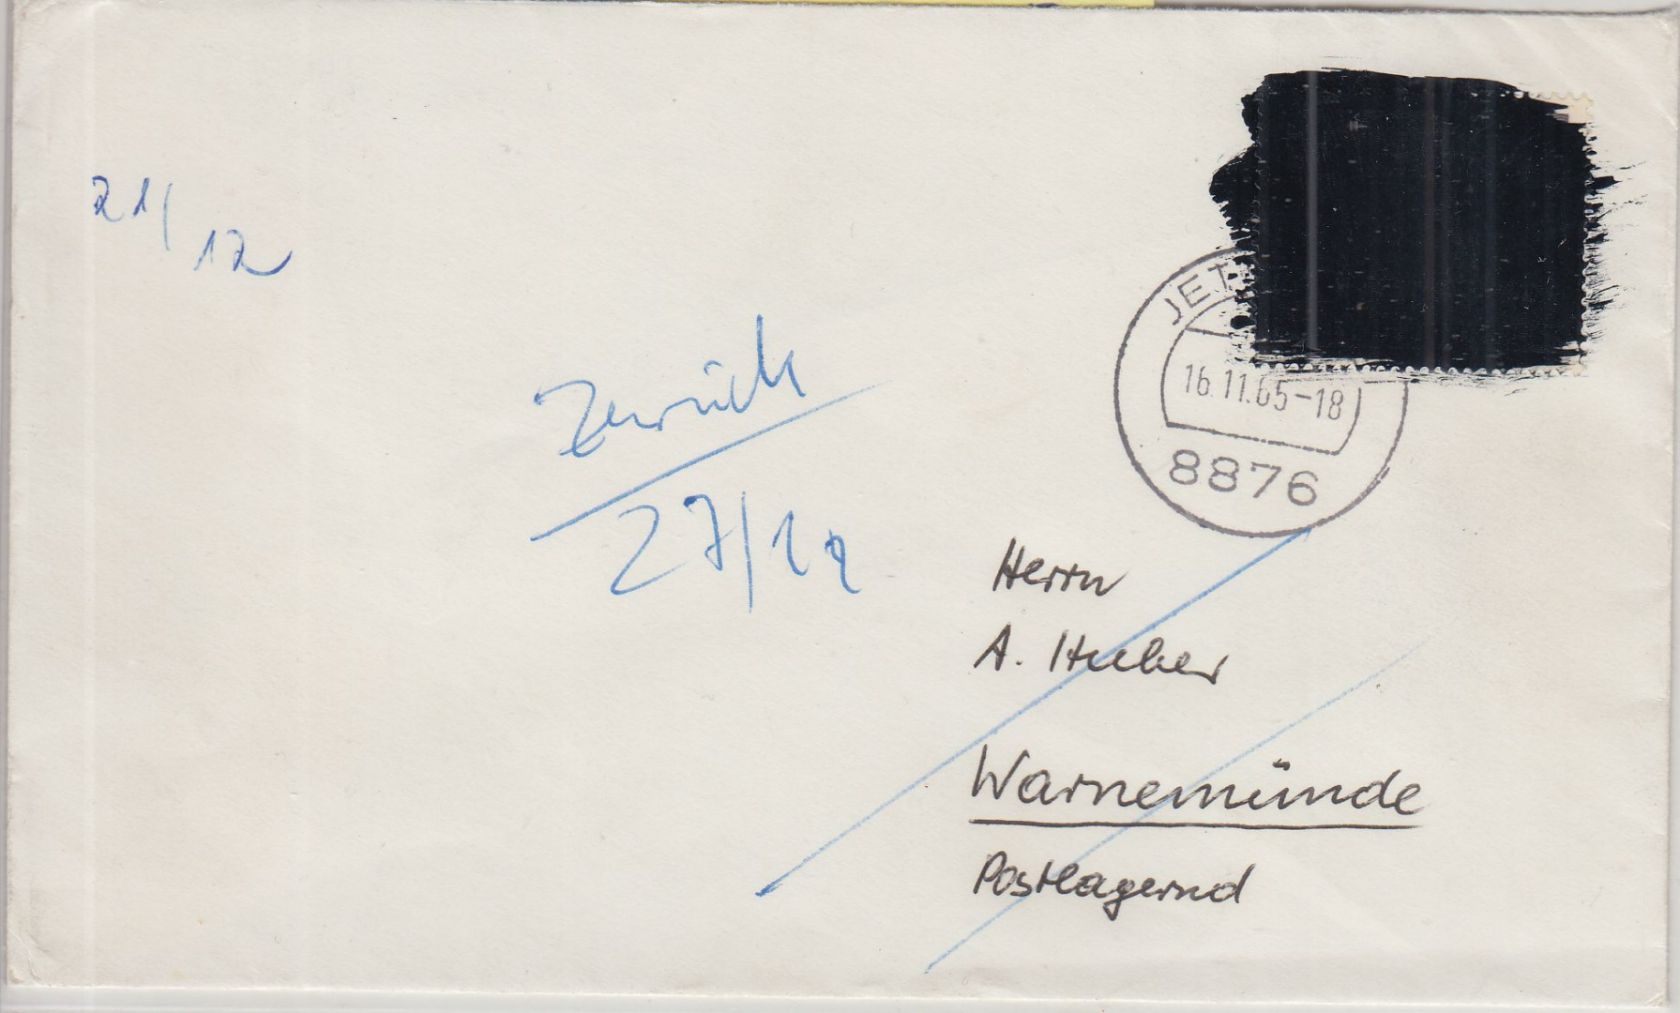 21/
12
Zurück
27/12
JET
16.11.65-18
8876
Herrn
A. Huber
Warnemünde
Postlagernd